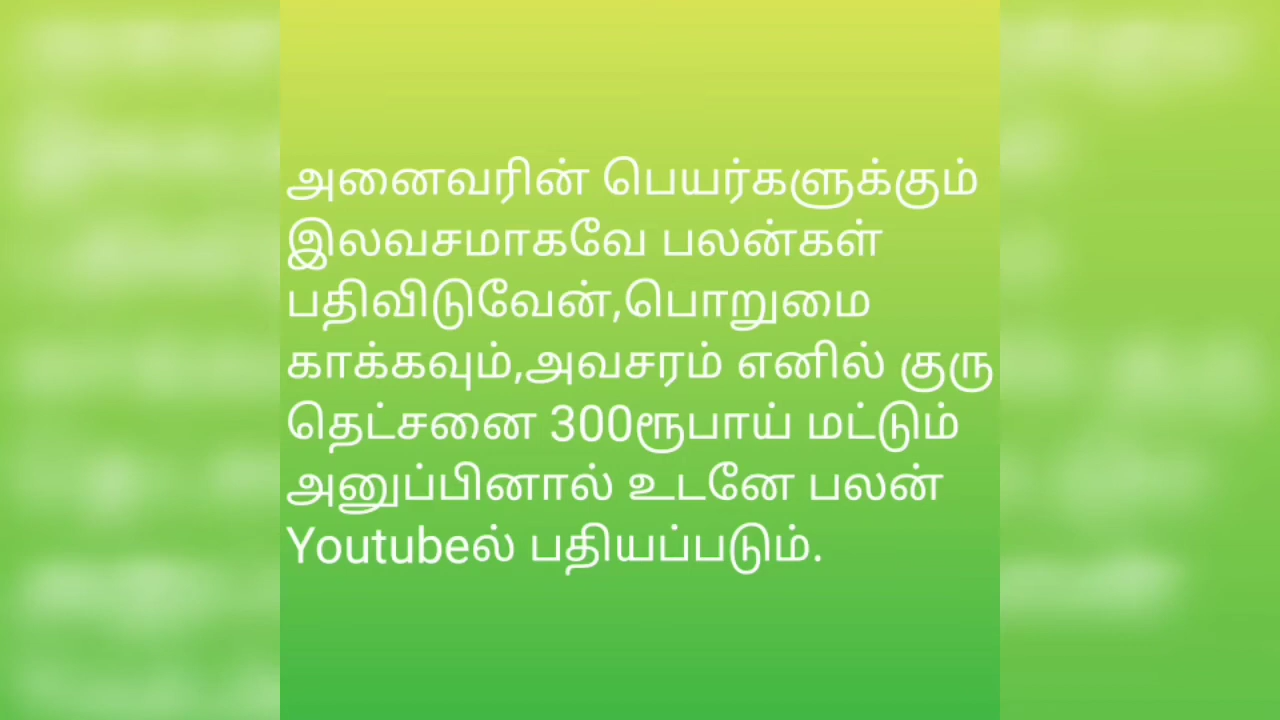 அனைவரின் பெயர்களுக்கும்
இலவசமாகவே பலன்கள்
பதிவிடுவேன்,பொறுமை
காக்கவும்,அவசரம் எனில் குரு
தெட்சனை 300ரூபாய் மட்டும்
அனுப்பினால் உடனே பலன்
Youtubeல் பதியப்படும்.